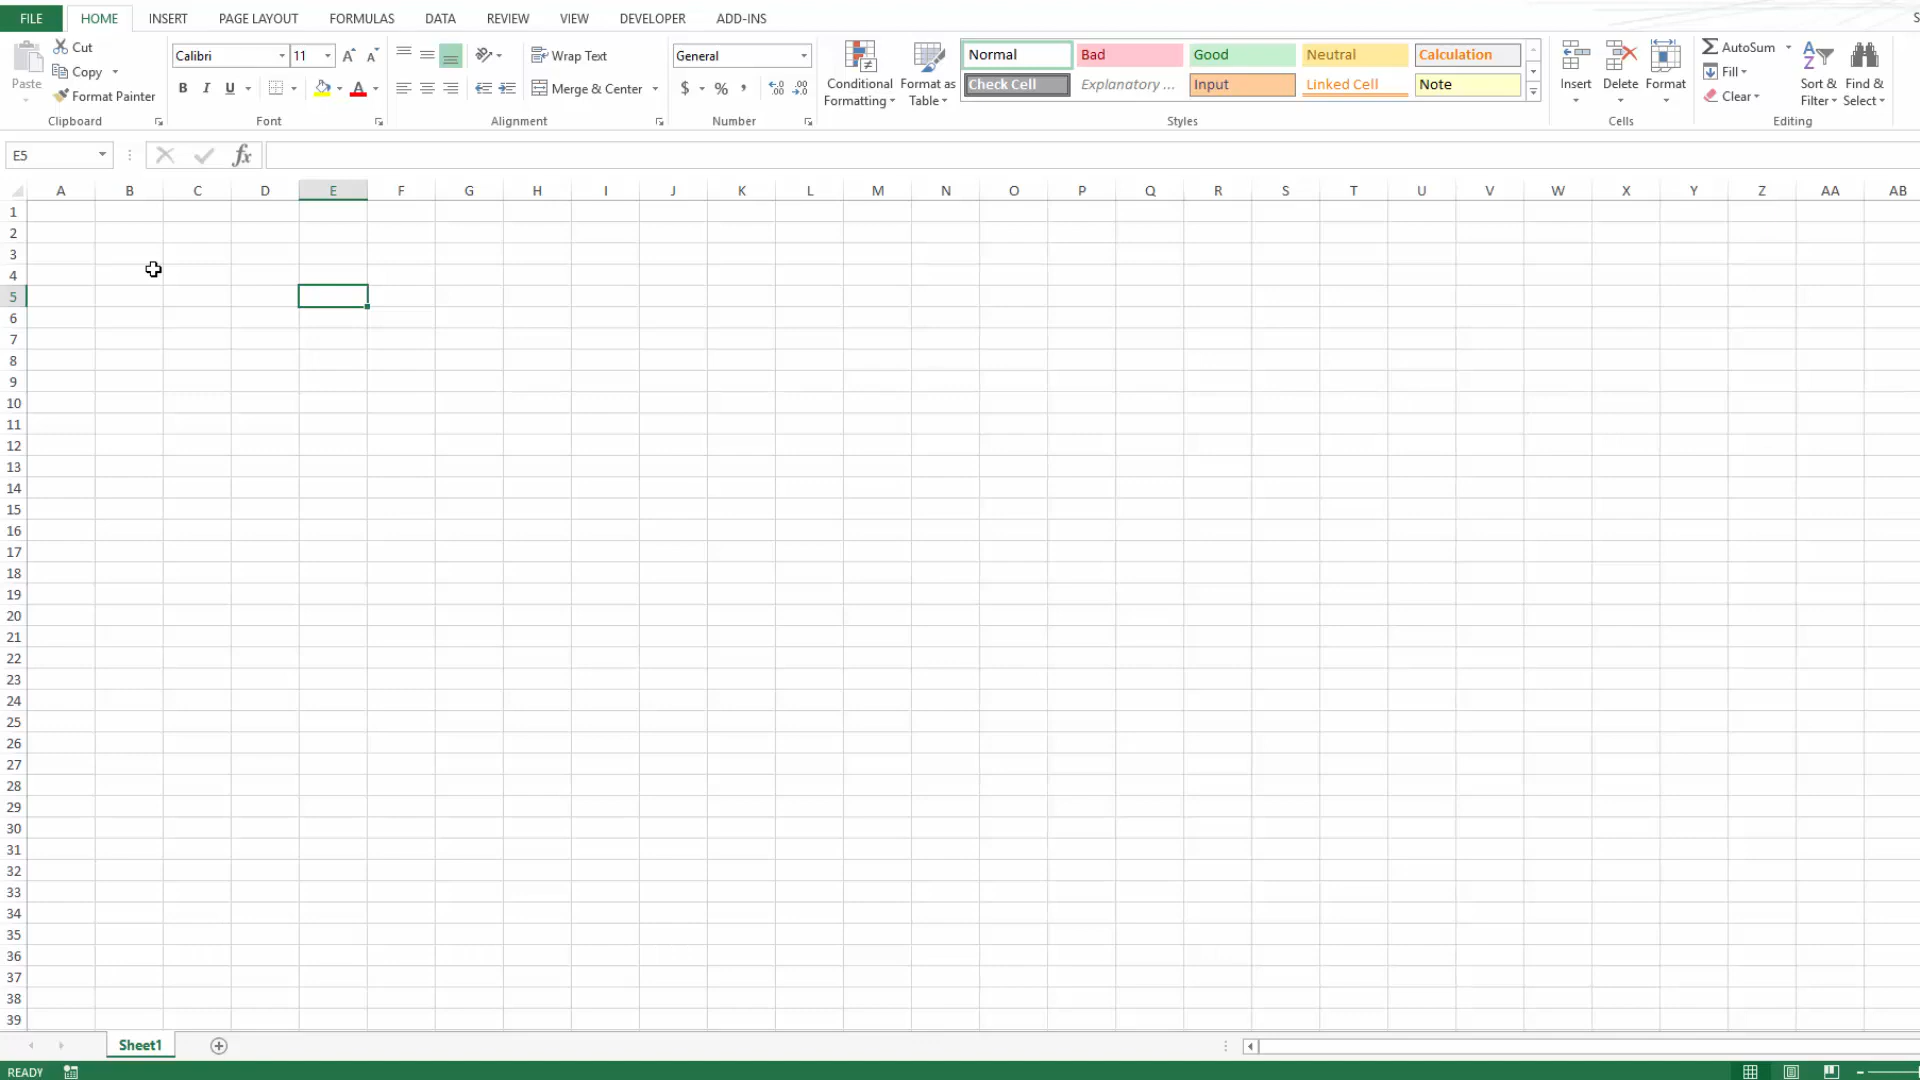 FILE HOME INSERT PAGE LAYOUT FORMULAS DATA REVIEW VIEW DEVELOPER ADD-INS S
Paste Cut Copy Format Painter
Clipboard
Calibri 11
B I U A
Font
Wrap Text
Merge & Center
Alignment
General
$ % ,
Number
Conditional Formatting
Format as Table
Normal Bad Good Neutral Calculation
Check Cell Explanatory ... Input Linked Cell Note
Styles
Insert Delete Format
Cells
AutoSum
Fill
Clear
Sort & Filter
Find & Select
Editing
E5 fx
A B C D E F G H I J K L M N O P Q R S T U V W X Y Z AA AB
1
2
3
4
5
6
7
8
9
10
11
12
13
14
15
16
17
18
19
20
21
22
23
24
25
26
27
28
29
30
31
32
33
34
35
36
37
38
39
Sheet1
READY